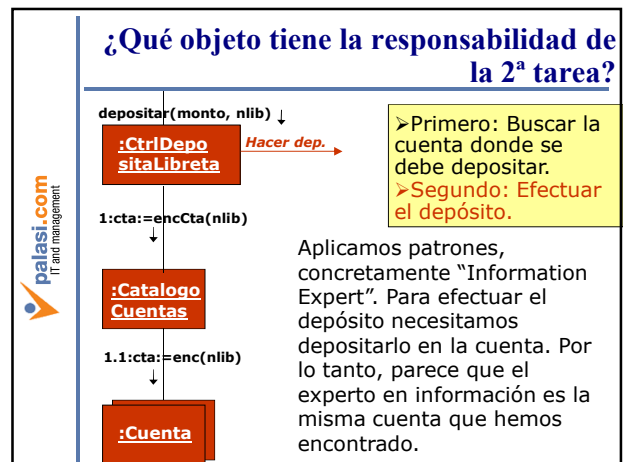 ¿Qué objeto tiene la responsabilidad de
la 2ª tarea?
depositar(monto, nlib)
:CtrlDepo
sitaLibreta
Hacer dep.
➢Primero: Buscar la
cuenta donde se
debe depositar.
➢Segundo: Efectuar
el depósito.
1:cta:=encCta(nlib)
:Catalogo
Cuentas
1.1:cta:=enc(nlib)
:Cuenta
Aplicamos patrones,
concretamente “Information
Expert”. Para efectuar el
depósito necesitamos
depositarlo en la cuenta. Por
lo tanto, parece que el
experto en información es la
misma cuenta que hemos
encontrado.
palasi.com
IT and management